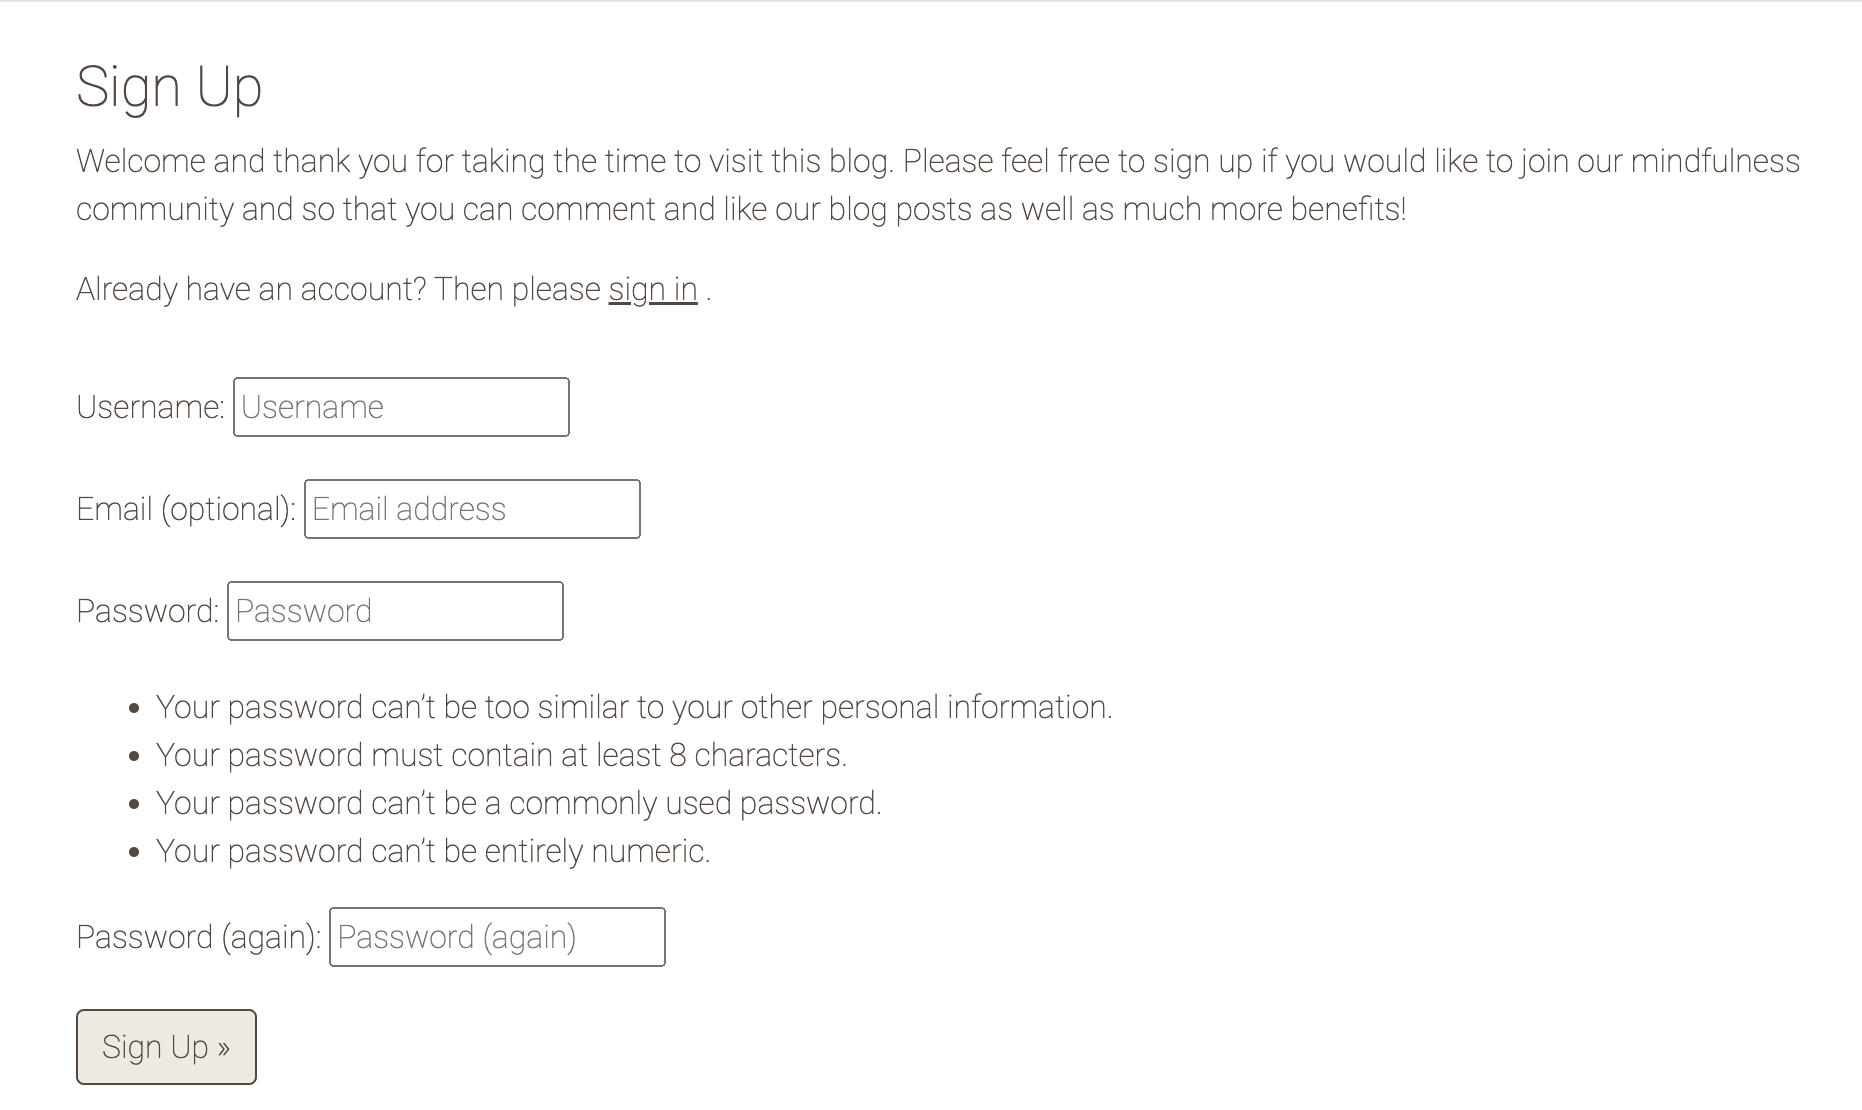 Sign Up
Welcome and thank you for taking the time to visit this blog. Please feel free to sign up if you would like to join our mindfulness
community and so that you can comment and like our blog posts as well as much more benefits!
Already have an account? Then please sign in .
Username: Username
Email (optional): Email address
Password: Password
• Your password can’t be too similar to your other personal information.
• Your password must contain at least 8 characters.
• Your password can’t be a commonly used password.
• Your password can’t be entirely numeric.
Password (again): Password (again)
Sign Up »